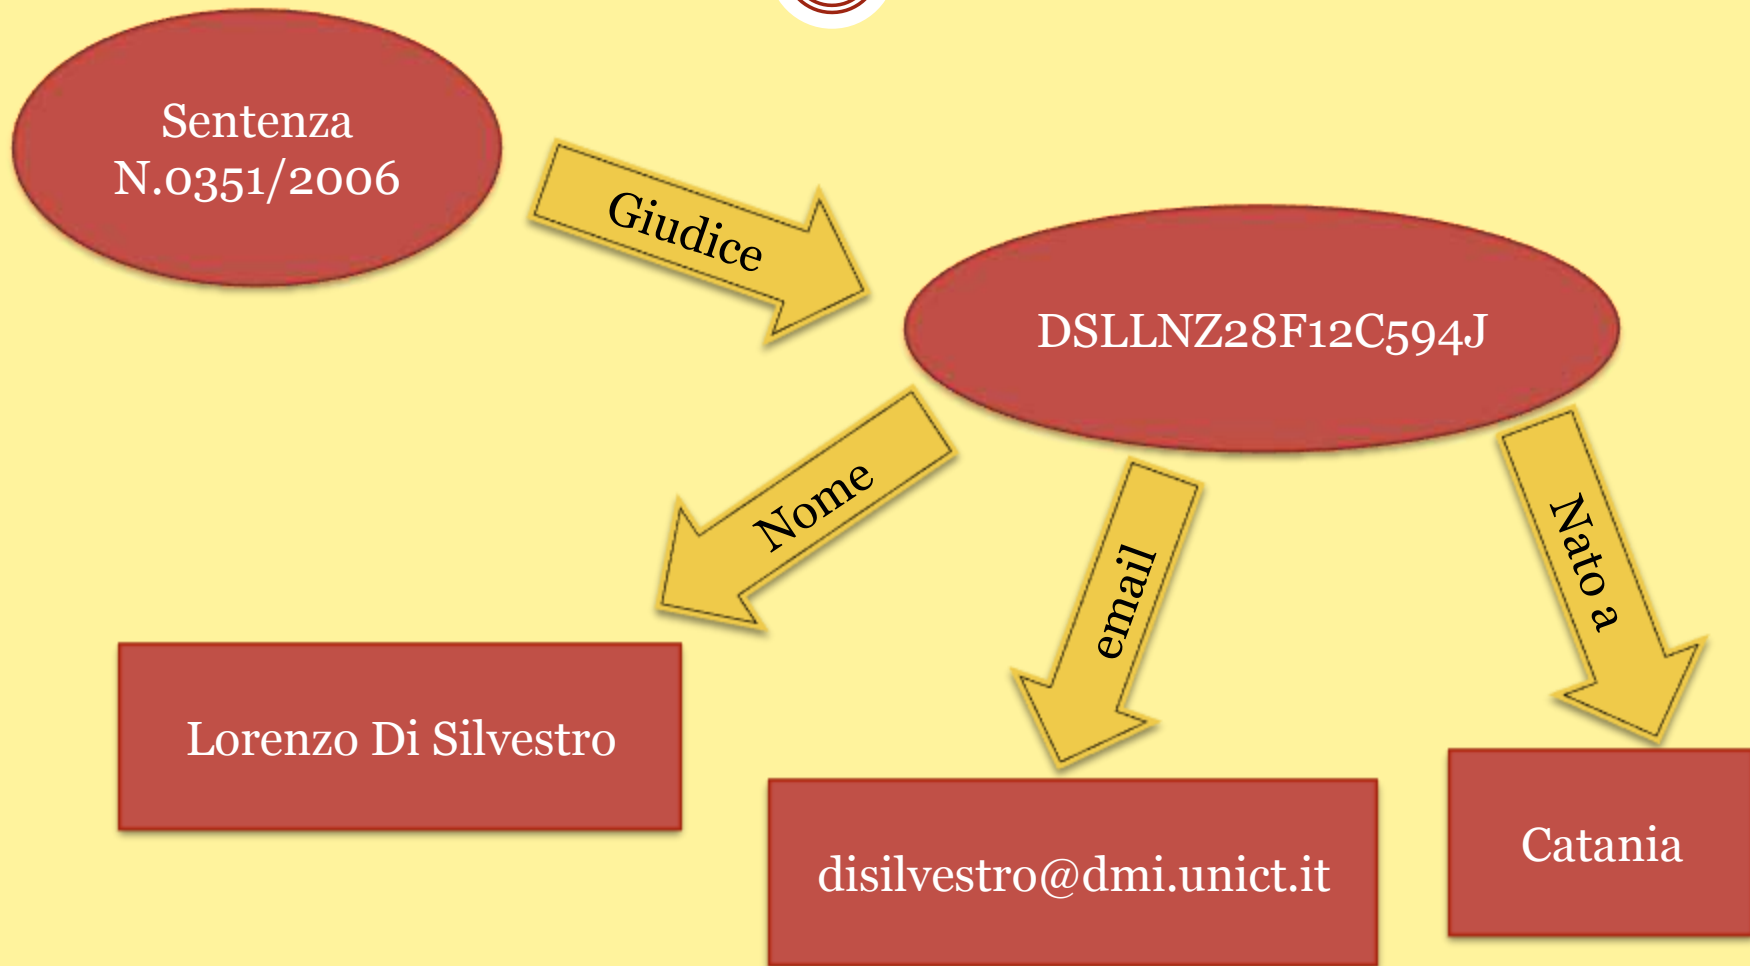 Sentenza
N.0351/2006
Giudice
DSLLNZ28F12C594J
Nome
email
Nato a
Lorenzo Di Silvestro
disilvestro@dmi.unict.it
Catania